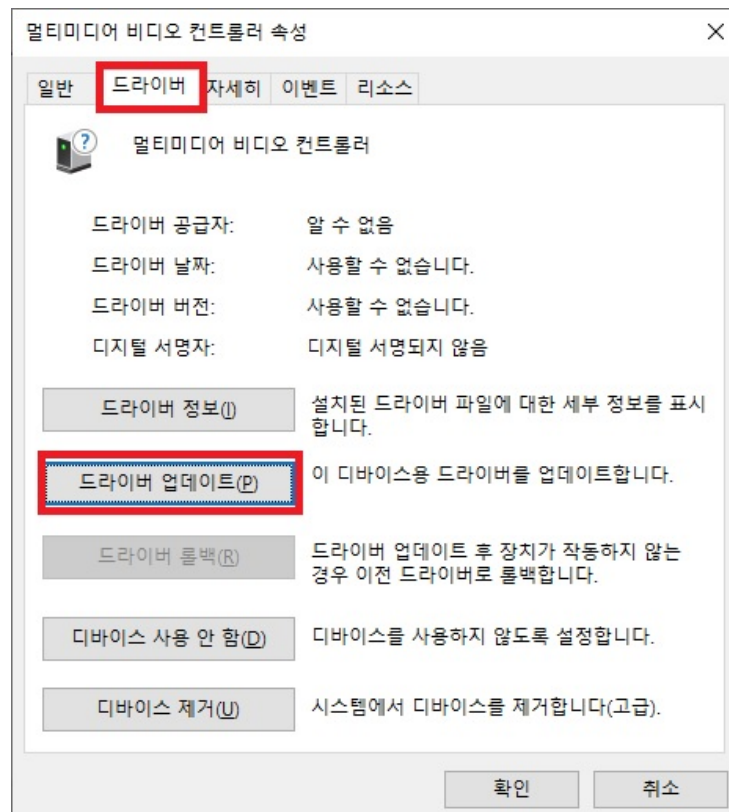 멀티미디어 비디오 컨트롤러 속성
일반 드라이버 자세히 이벤트 리소스
멀티미디어 비디오 컨트롤러
드라이버 공급자: 알 수 없음
드라이버 날짜: 사용할 수 없습니다.
드라이버 버전: 사용할 수 없습니다.
디지털 서명자: 디지털 서명되지 않음
드라이버 정보(I) 설치된 드라이버 파일에 대한 세부 정보를 표시
합니다.
드라이버 업데이트(P) 이 디바이스용 드라이버를 업데이트합니다.
드라이버 롤백(R) 드라이버 업데이트 후 장치가 작동하지 않는
경우 이전 드라이버로 롤백합니다.
디바이스 사용 안 함(D) 디바이스를 사용하지 않도록 설정합니다.
디바이스 제거(U) 시스템에서 디바이스를 제거합니다(고급).
확인 취소